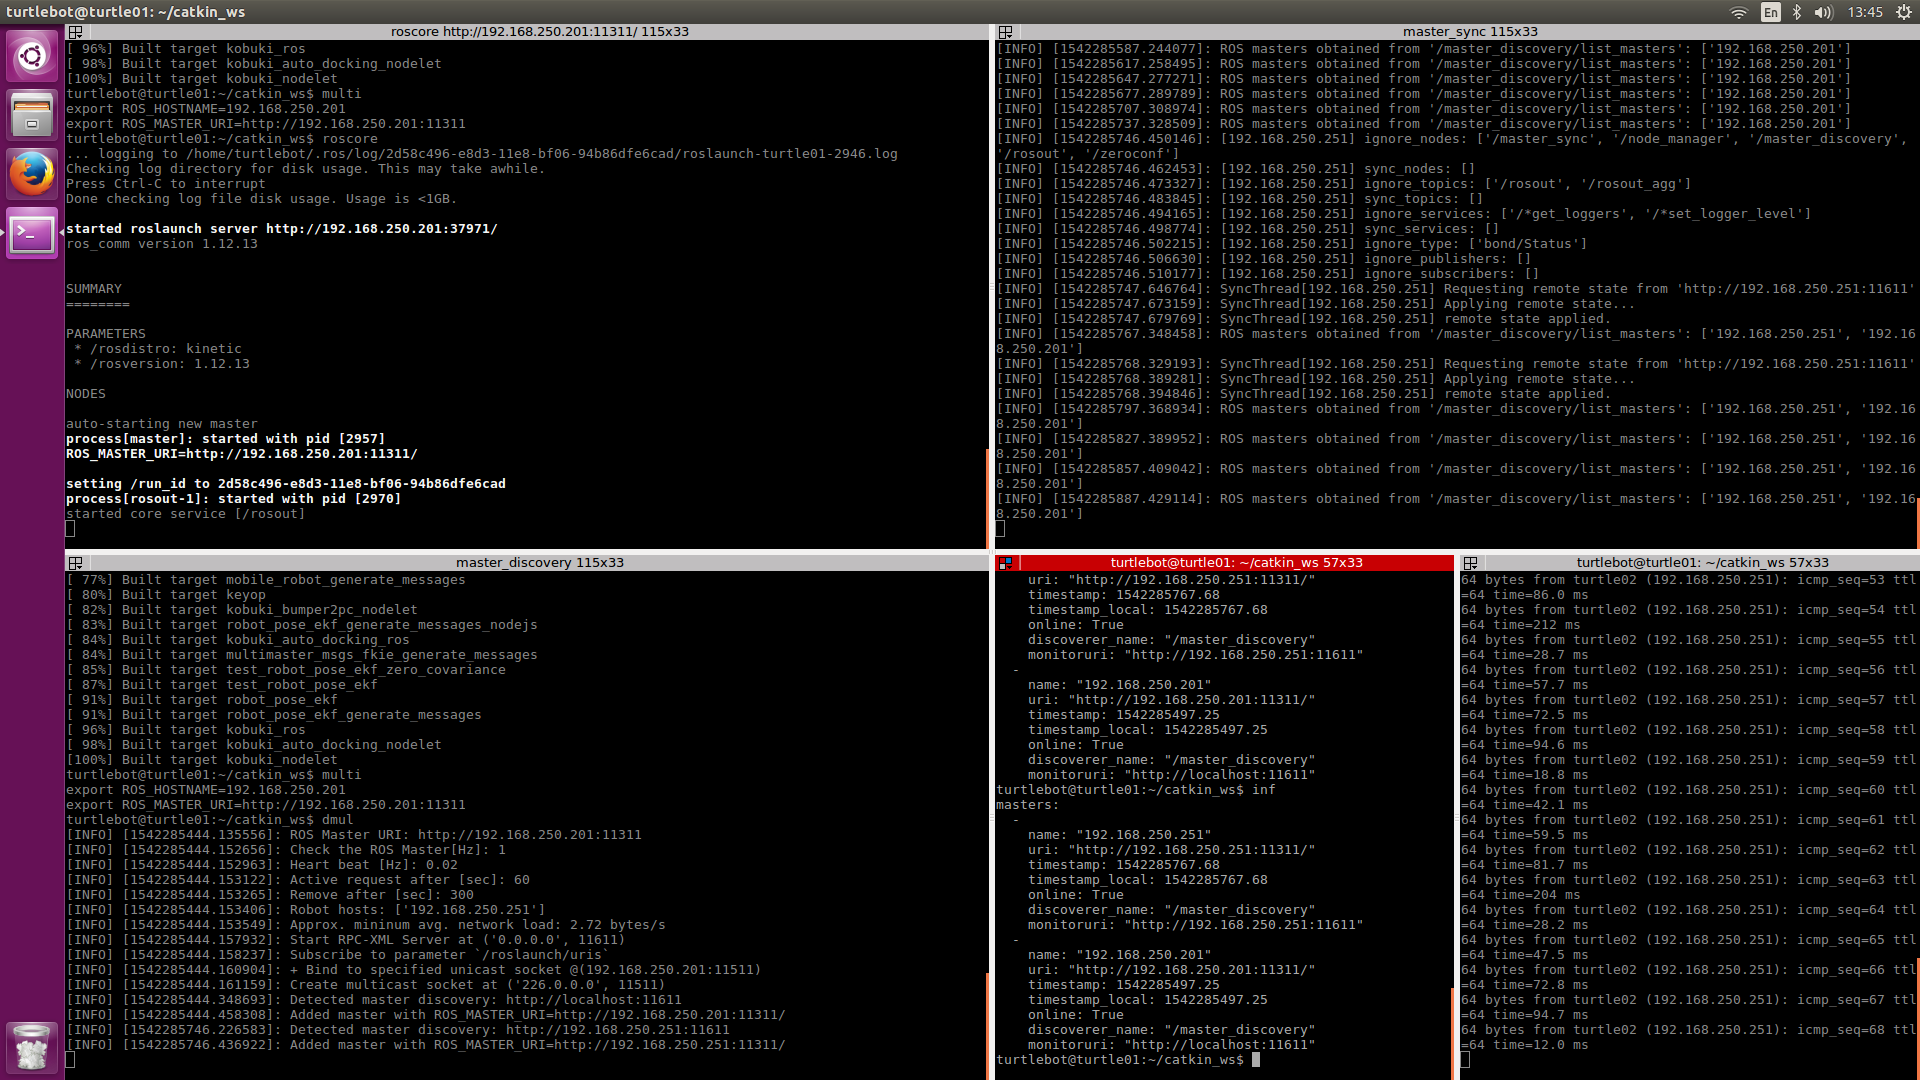 turtlebot@turtle01: ~/catkin_ws
En
13:45
roscore http://192.168.250.201:11311/ 115x33
[ 96%] Built target kobuki_ros
[ 98%] Built target kobuki_auto_docking_nodelet
[100%] Built target kobuki_nodelet
turtlebot@turtle01:~/catkin_ws$ multi
export ROS_HOSTNAME=192.168.250.201
export ROS_MASTER_URI=http://192.168.250.201:11311
turtlebot@turtle01:~/catkin_ws$ roscore
... logging to /home/turtlebot/.ros/log/2d58c496-e8d3-11e8-bf06-94b86dfe6cad/roslaunch-turtle01-2946.log
Checking log directory for disk usage. This may take awhile.
Press Ctrl-C to interrupt
Done checking log file disk usage. Usage is <1GB.
started roslaunch server http://192.168.250.201:37971/
ros_comm version 1.12.13
SUMMARY
========
PARAMETERS
* /rosdistro: kinetic
* /rosversion: 1.12.13
NODES
auto-starting new master
process[master]: started with pid [2957]
ROS_MASTER_URI=http://192.168.250.201:11311/
setting /run_id to 2d58c496-e8d3-11e8-bf06-94b86dfe6cad
process[rosout-1]: started with pid [2970]
started core service [/rosout]
master_sync 115x33
[INFO] [1542285587.244077]: ROS masters obtained from '/master_discovery/list_masters': ['192.168.250.201']
[INFO] [1542285617.258495]: ROS masters obtained from '/master_discovery/list_masters': ['192.168.250.201']
[INFO] [1542285647.277271]: ROS masters obtained from '/master_discovery/list_masters': ['192.168.250.201']
[INFO] [1542285677.289789]: ROS masters obtained from '/master_discovery/list_masters': ['192.168.250.201']
[INFO] [1542285707.308974]: ROS masters obtained from '/master_discovery/list_masters': ['192.168.250.201']
[INFO] [1542285737.328509]: ROS masters obtained from '/master_discovery/list_masters': ['192.168.250.201']
[INFO] [1542285746.450146]: [192.168.250.251] ignore_nodes: ['/master_sync', '/node_manager', '/master_discovery',
'/rosout', '/zeroconf']
[INFO] [1542285746.462453]: [192.168.250.251] sync_nodes: []
[INFO] [1542285746.473327]: [192.168.250.251] ignore_topics: ['/rosout', '/rosout_agg']
[INFO] [1542285746.483845]: [192.168.250.251] sync_topics: []
[INFO] [1542285746.494165]: [192.168.250.251] ignore_services: ['/*get_loggers', '/*set_logger_level']
[INFO] [1542285746.498774]: [192.168.250.251] sync_services: []
[INFO] [1542285746.502215]: [192.168.250.251] ignore_type: ['bond/Status']
[INFO] [1542285746.506630]: [192.168.250.251] ignore_publishers: []
[INFO] [1542285746.510177]: [192.168.250.251] ignore_subscribers: []
[INFO] [1542285747.646764]: SyncThread[192.168.250.251] Requesting remote state from 'http://192.168.250.251:11611'
[INFO] [1542285747.673159]: SyncThread[192.168.250.251] Applying remote state...
[INFO] [1542285747.679769]: SyncThread[192.168.250.251] remote state applied.
[INFO] [1542285767.348458]: ROS masters obtained from '/master_discovery/list_masters': ['192.168.250.251', '192.16
8.250.201']
[INFO] [1542285768.329193]: SyncThread[192.168.250.251] Requesting remote state from 'http://192.168.250.251:11611'
[INFO] [1542285768.389281]: SyncThread[192.168.250.251] Applying remote state...
[INFO] [1542285768.394846]: SyncThread[192.168.250.251] remote state applied.
[INFO] [1542285797.368934]: ROS masters obtained from '/master_discovery/list_masters': ['192.168.250.251', '192.16
8.250.201']
[INFO] [1542285827.389952]: ROS masters obtained from '/master_discovery/list_masters': ['192.168.250.251', '192.16
8.250.201']
[INFO] [1542285857.409042]: ROS masters obtained from '/master_discovery/list_masters': ['192.168.250.251', '192.16
8.250.201']
[INFO] [1542285887.429114]: ROS masters obtained from '/master_discovery/list_masters': ['192.168.250.251', '192.16
8.250.201']
master_discovery 115x33
[ 77%] Built target mobile_robot_generate_messages
[ 80%] Built target keyop
[ 82%] Built target kobuki_bumper2pc_nodelet
[ 83%] Built target robot_pose_ekf_generate_messages_nodejs
[ 84%] Built target kobuki_auto_docking_ros
[ 84%] Built target multimaster_msgs_fkie_generate_messages
[ 85%] Built target test_robot_pose_ekf_zero_covariance
[ 87%] Built target test_robot_pose_ekf
[ 91%] Built target robot_pose_ekf
[ 91%] Built target robot_pose_ekf_generate_messages
[ 96%] Built target kobuki_ros
[ 98%] Built target kobuki_auto_docking_nodelet
[100%] Built target kobuki_nodelet
turtlebot@turtle01:~/catkin_ws$ multi
export ROS_HOSTNAME=192.168.250.201
export ROS_MASTER_URI=http://192.168.250.201:11311
turtlebot@turtle01:~/catkin_ws$ dmul
[INFO] [1542285444.135556]: ROS Master URI: http://192.168.250.201:11311
[INFO] [1542285444.152656]: Check the ROS Master[Hz]: 1
[INFO] [1542285444.152963]: Heart beat [Hz]: 0.02
[INFO] [1542285444.153122]: Active request after [sec]: 60
[INFO] [1542285444.153265]: Remove after [sec]: 300
[INFO] [1542285444.153406]: Robot hosts: ['192.168.250.251']
[INFO] [1542285444.153549]: Approx. mininum avg. network load: 2.72 bytes/s
[INFO] [1542285444.157932]: Start RPC-XML Server at ('0.0.0.0', 11611)
[INFO] [1542285444.158237]: Subscribe to parameter `/roslaunch/uris`
[INFO] [1542285444.160904]: + Bind to specified unicast socket @(192.168.250.201:11511)
[INFO] [1542285444.161159]: Create multicast socket at ('226.0.0.0', 11511)
[INFO] [1542285444.348693]: Detected master discovery: http://localhost:11611
[INFO] [1542285444.458308]: Added master with ROS_MASTER_URI=http://192.168.250.201:11311/
[INFO] [1542285746.226583]: Detected master discovery: http://192.168.250.251:11611
[INFO] [1542285746.436922]: Added master with ROS_MASTER_URI=http://192.168.250.251:11311/
turtlebot@turtle01: ~/catkin_ws 57x33
uri: "http://192.168.250.251:11311/"
timestamp: 1542285767.68
timestamp_local: 1542285767.68
online: True
discoverer_name: "/master_discovery"
monitoruri: "http://192.168.250.251:11611"
-
name: "192.168.250.201"
uri: "http://192.168.250.201:11311/"
timestamp: 1542285497.25
timestamp_local: 1542285497.25
online: True
discoverer_name: "/master_discovery"
monitoruri: "http://localhost:11611"
turtlebot@turtle01:~/catkin_ws$ inf
masters:
-
name: "192.168.250.251"
uri: "http://192.168.250.251:11311/"
timestamp: 1542285767.68
timestamp_local: 1542285767.68
online: True
discoverer_name: "/master_discovery"
monitoruri: "http://192.168.250.251:11611"
-
name: "192.168.250.201"
uri: "http://192.168.250.201:11311/"
timestamp: 1542285497.25
timestamp_local: 1542285497.25
online: True
discoverer_name: "/master_discovery"
monitoruri: "http://localhost:11611"
turtlebot@turtle01:~/catkin_ws$
turtlebot@turtle01: ~/catkin_ws 57x33
64 bytes from turtle02 (192.168.250.251): icmp_seq=53 ttl
=64 time=86.0 ms
64 bytes from turtle02 (192.168.250.251): icmp_seq=54 ttl
=64 time=212 ms
64 bytes from turtle02 (192.168.250.251): icmp_seq=55 ttl
=64 time=28.7 ms
64 bytes from turtle02 (192.168.250.251): icmp_seq=56 ttl
=64 time=57.7 ms
64 bytes from turtle02 (192.168.250.251): icmp_seq=57 ttl
=64 time=72.5 ms
64 bytes from turtle02 (192.168.250.251): icmp_seq=58 ttl
=64 time=94.6 ms
64 bytes from turtle02 (192.168.250.251): icmp_seq=59 ttl
=64 time=18.8 ms
64 bytes from turtle02 (192.168.250.251): icmp_seq=60 ttl
=64 time=42.1 ms
64 bytes from turtle02 (192.168.250.251): icmp_seq=61 ttl
=64 time=59.5 ms
64 bytes from turtle02 (192.168.250.251): icmp_seq=62 ttl
=64 time=81.7 ms
64 bytes from turtle02 (192.168.250.251): icmp_seq=63 ttl
=64 time=204 ms
64 bytes from turtle02 (192.168.250.251): icmp_seq=64 ttl
=64 time=28.2 ms
64 bytes from turtle02 (192.168.250.251): icmp_seq=65 ttl
=64 time=47.5 ms
64 bytes from turtle02 (192.168.250.251): icmp_seq=66 ttl
=64 time=72.8 ms
64 bytes from turtle02 (192.168.250.251): icmp_seq=67 ttl
=64 time=94.7 ms
64 bytes from turtle02 (192.168.250.251): icmp_seq=68 ttl
=64 time=12.0 ms